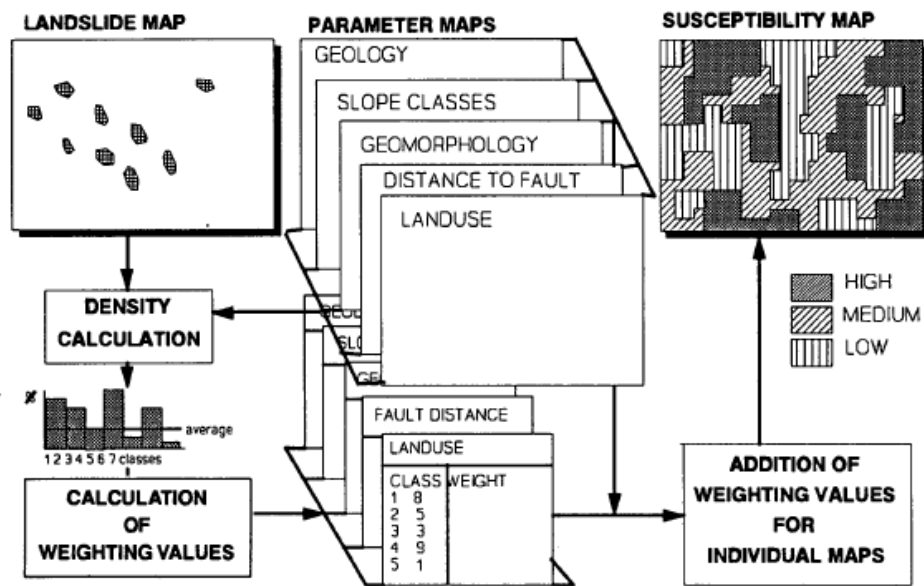 LANDSLIDE MAP
PARAMETER MAPS
SUSCEPTIBILITY MAP
GEOLOGY
SLOPE CLASSES
GEOMORPHOLOGY
DISTANCE TO FAULT
LANDUSE
HIGH
MEDIUM
LOW
DENSITY
CALCULATION
%
average
1 2 3 4 5 6 7 classes
CALCULATION
OF
WEIGHTING VALUES
FAULT DISTANCE
LANDUSE
CLASS WEIGHT
1 8
2 5
3 3
4 9
5 1
ADDITION OF
WEIGHTING VALUES
FOR
INDIVIDUAL MAPS